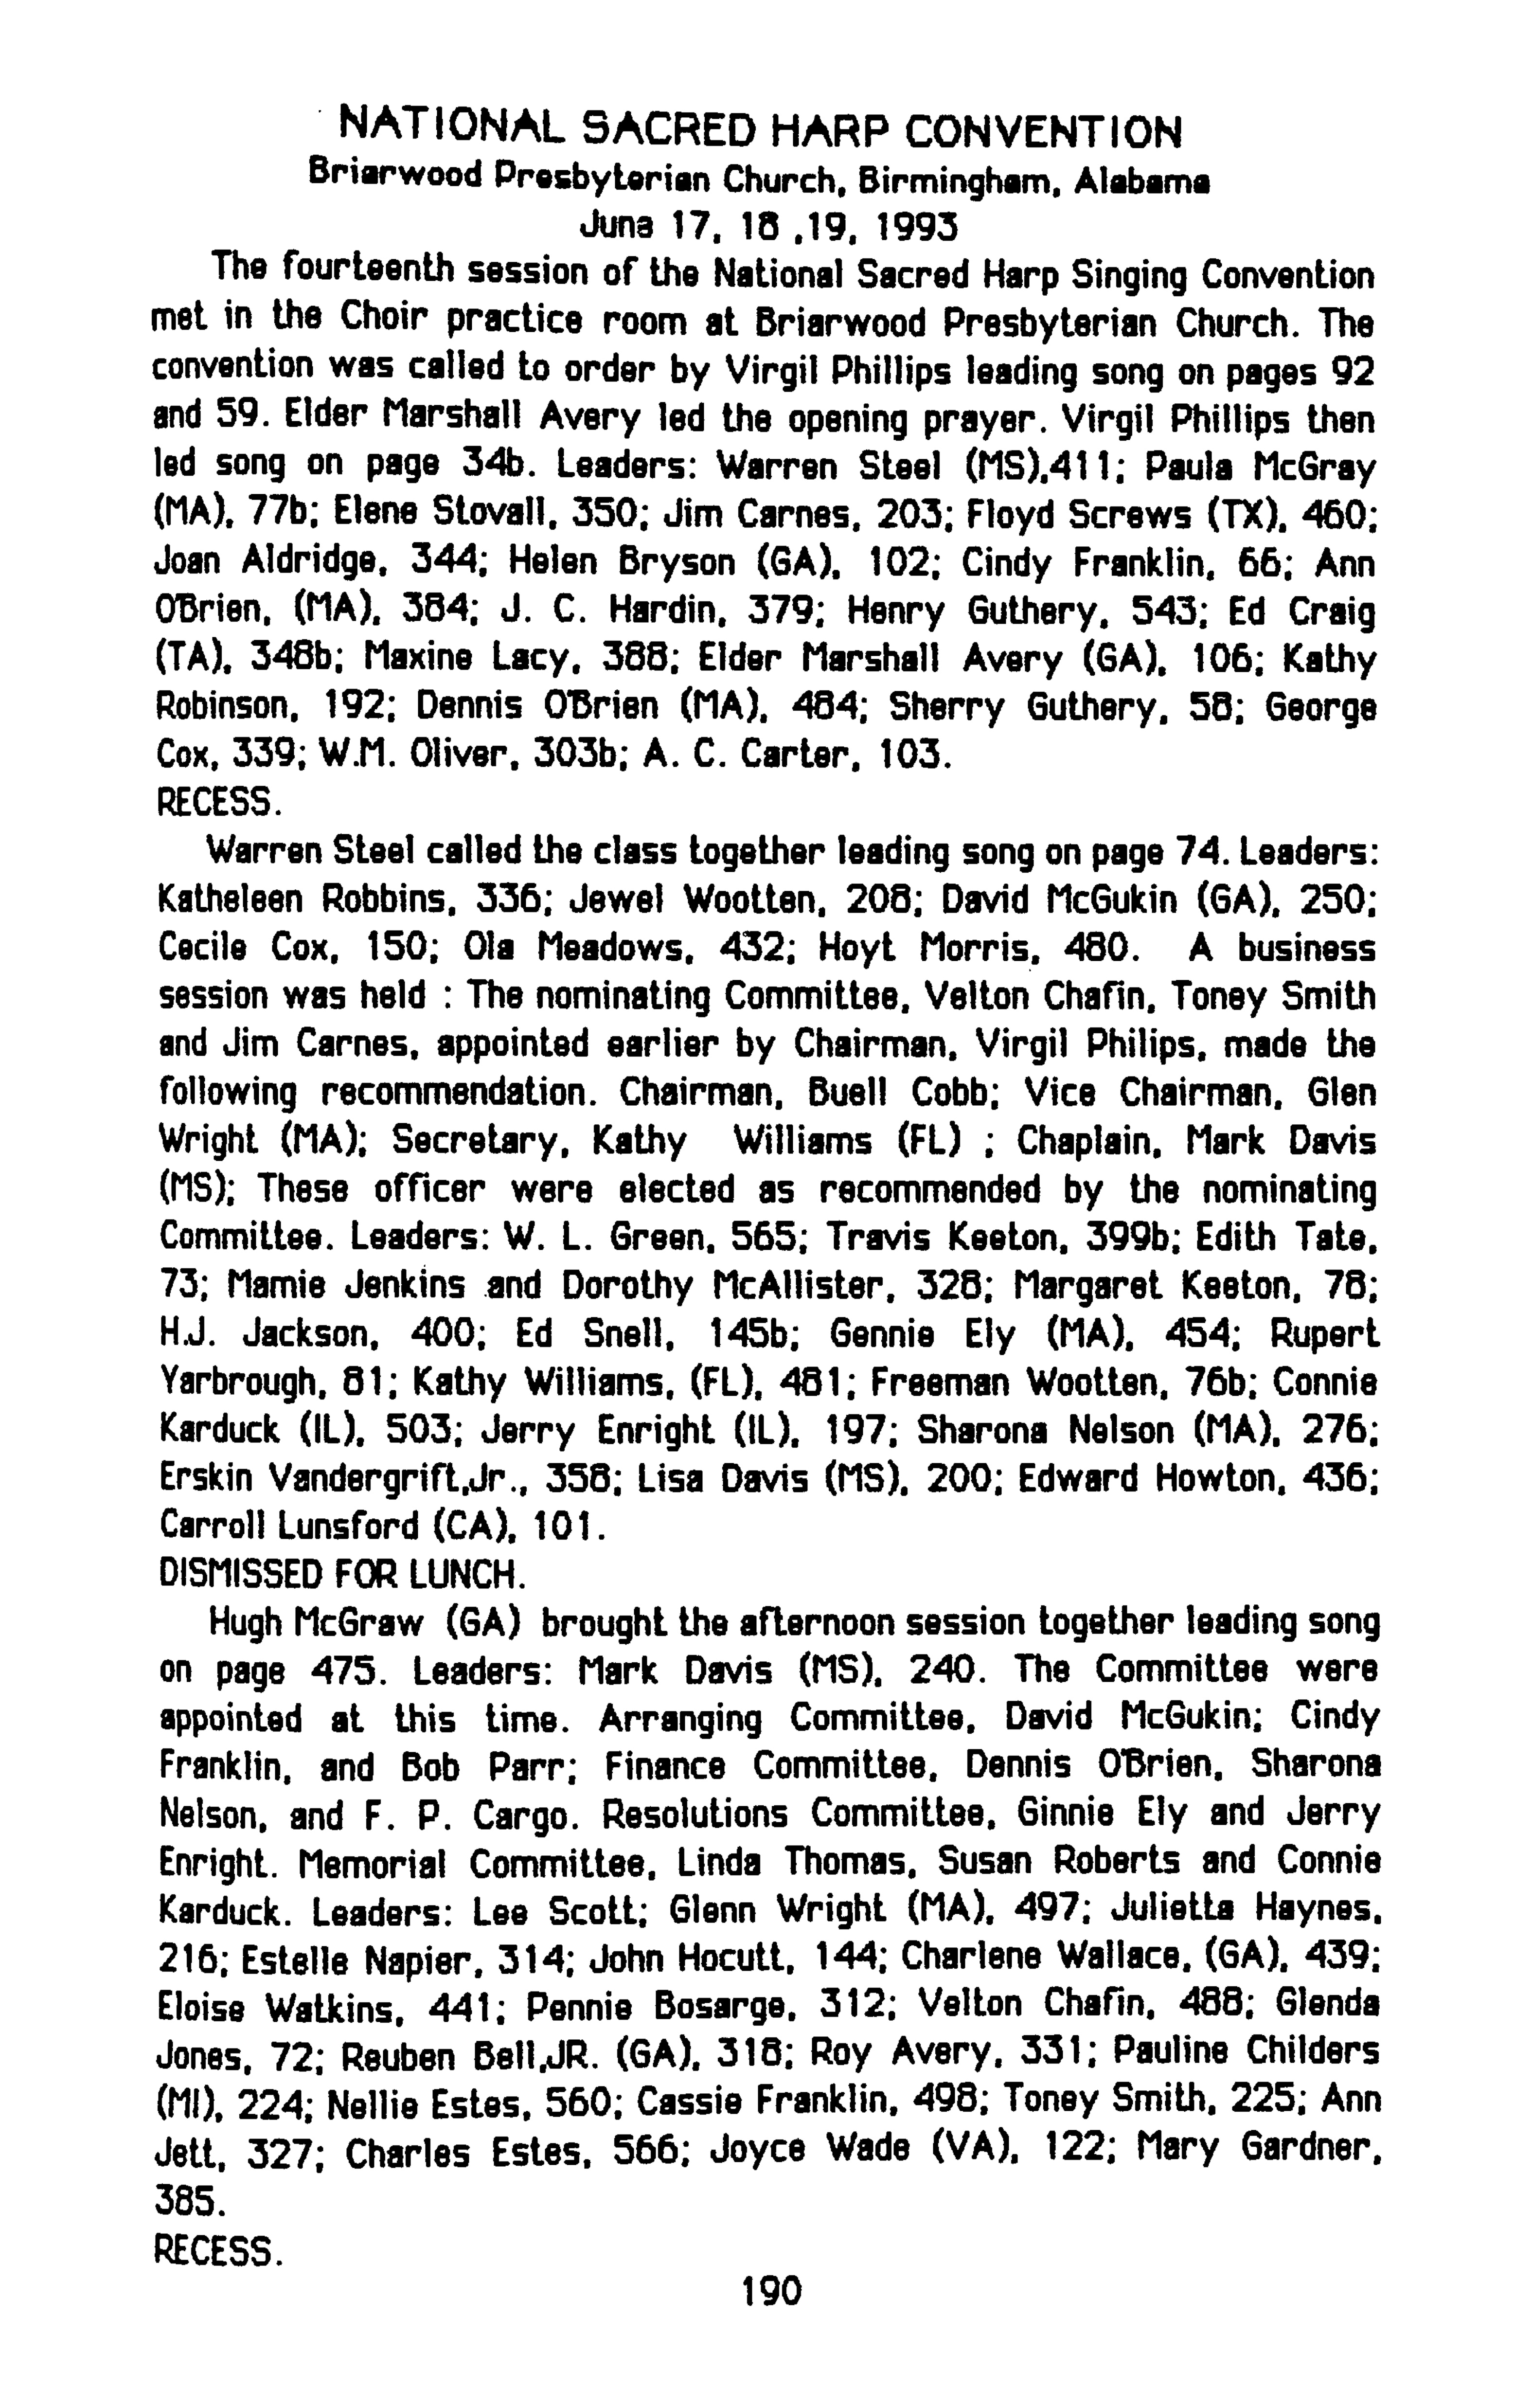 NATIONAL SACRED HARP CONVENTION
Briarwood Presbyterian Church, Birmingham, Alabama
June 17, 18 ,19, 1993
The fourteenth session of the National Sacred Harp Singing Convention
met in the Choir practice room at Briarwood Presbyterian Church. The
convention was called to order by Virgil Phillips leading song on pages 92
and 59. Elder Marshall Avery led the opening prayer. Virgil Phillips then
led song on page 34b. Leaders: Warren Steel (MS),411; Paula McGray
(MA), 77b; Elene Stovall, 350; Jim Carnes, 203; Floyd Screws (TX), 460;
Joan Aldridge, 344; Helen Bryson (GA), 102; Cindy Franklin, 66; Ann
O'Brien, (MA), 384; J. C. Hardin, 379; Henry Guthery, 543; Ed Craig
(TA), 348b; Maxine Lacy, 388; Elder Marshall Avery (GA), 106; Kathy
Robinson, 192; Dennis O'Brien (MA), 484; Sherry Guthery, 58; George
Cox, 339; W.M. Oliver, 303b; A. C. Carter, 103.
RECESS.
Warren Steel called the class together leading song on page 74. Leaders:
Katheleen Robbins, 336; Jewel Wootten, 208; David McGukin (GA), 250;
Cecile Cox, 150; Ola Meadows, 432; Hoyt Morris, 480. A business
session was held : The nominating Committee, Velton Chafin, Toney Smith
and Jim Carnes, appointed earlier by Chairman, Virgil Philips, made the
following recommendation. Chairman, Buell Cobb; Vice Chairman, Glen
Wright (MA); Secretary, Kathy Williams (FL) ; Chaplain, Mark Davis
(MS); These officer were elected as recommended by the nominating
Committee. Leaders: W. L. Green, 565; Travis Keeton, 399b; Edith Tate,
73; Mamie Jenkins and Dorothy McAllister, 328; Margaret Keeton, 78;
H.J. Jackson, 400; Ed Snell, 145b; Gennie Ely (MA), 454; Rupert
Yarbrough, 81; Kathy Williams, (FL), 481; Freeman Wootten, 76b; Connie
Karduck (IL), 503; Jerry Enright (IL), 197; Sharona Nelson (MA), 276;
Erskin Vandergrift,Jr., 358; Lisa Davis (MS), 200; Edward Howton, 436;
Carroll Lunsford (CA), 101.
DISMISSED FOR LUNCH.
Hugh McGraw (GA) brought the afternoon session together leading song
on page 475. Leaders: Mark Davis (MS), 240. The Committee were
appointed at this time. Arranging Committee, David McGukin; Cindy
Franklin, and Bob Parr; Finance Committee, Dennis O'Brien, Sharona
Nelson, and F. P. Cargo. Resolutions Committee, Ginnie Ely and Jerry
Enright. Memorial Committee, Linda Thomas, Susan Roberts and Connie
Karduck. Leaders: Lee Scott; Glenn Wright (MA), 497; Julietta Haynes,
216; Estelle Napier, 314; John Hocutt, 144; Charlene Wallace, (GA), 439;
Eloise Watkins, 441; Pennie Bosarge, 312; Velton Chafin, 488; Glenda
Jones, 72; Reuben Bell,JR. (GA), 318; Roy Avery, 331; Pauline Childers
(MI), 224; Nellie Estes, 560; Cassie Franklin, 498; Toney Smith, 225; Ann
Jett, 327; Charles Estes, 566; Joyce Wade (VA), 122; Mary Gardner,
385.
RECESS.
190